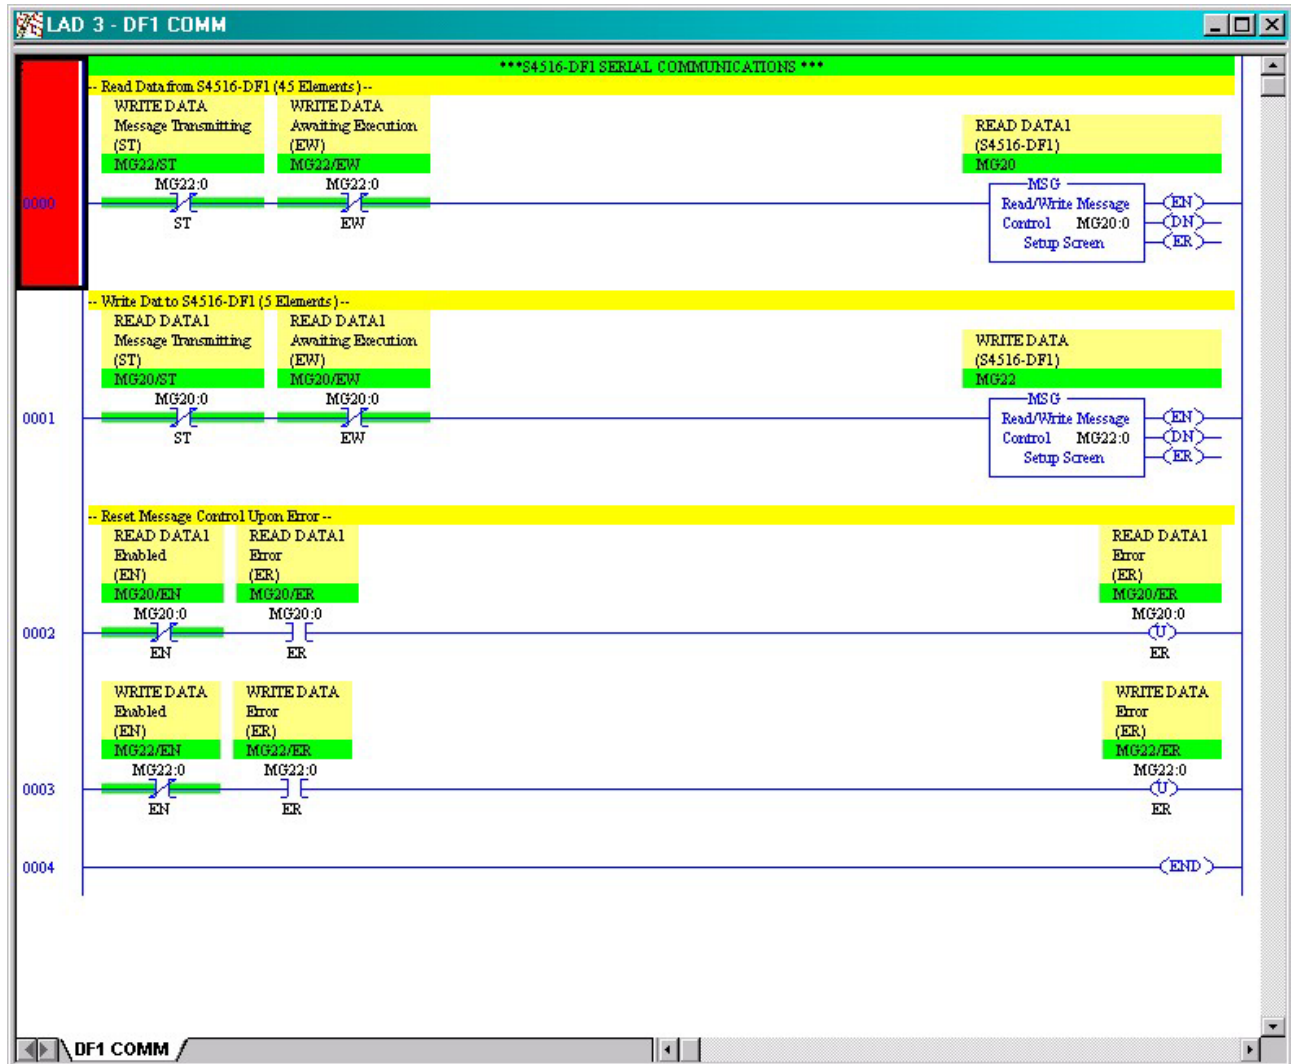 LAD 3 - DF1 COMM
***S4516-DF1 SERIAL COMMUNICATIONS ***
-- Read Data from S4516-DF1 (45 Elements) --
WRITE DATA
Message Transmitting
(ST)
MG22/ST
MG22:0
ST
WRITE DATA
Awaiting Execution
(EW)
MG22/EW
MG22:0
EW
READ DATA1
(S4516-DF1)
MG20
MSG
Read/Write Message
Control MG20:0
Setup Screen
EN
DN
ER
0000
-- Write Dat to S4516-DF1 (5 Elements) --
READ DATA1
Message Transmitting
(ST)
MG20/ST
MG20:0
ST
READ DATA1
Awaiting Execution
(EW)
MG20/EW
MG20:0
EW
WRITE DATA
(S4516-DF1)
MG22
MSG
Read/Write Message
Control MG22:0
Setup Screen
EN
DN
ER
0001
-- Reset Message Control Upon Error --
READ DATA1
Enabled
(EN)
MG20/EN
MG20:0
EN
READ DATA1
Error
(ER)
MG20/ER
MG20:0
ER
READ DATA1
Error
(ER)
MG20/ER
MG20:0
U
ER
0002
WRITE DATA
Enabled
(EN)
MG22/EN
MG22:0
EN
WRITE DATA
Error
(ER)
MG22/ER
MG22:0
ER
WRITE DATA
Error
(ER)
MG22/ER
MG22:0
U
ER
0003
0004
END
DF1 COMM